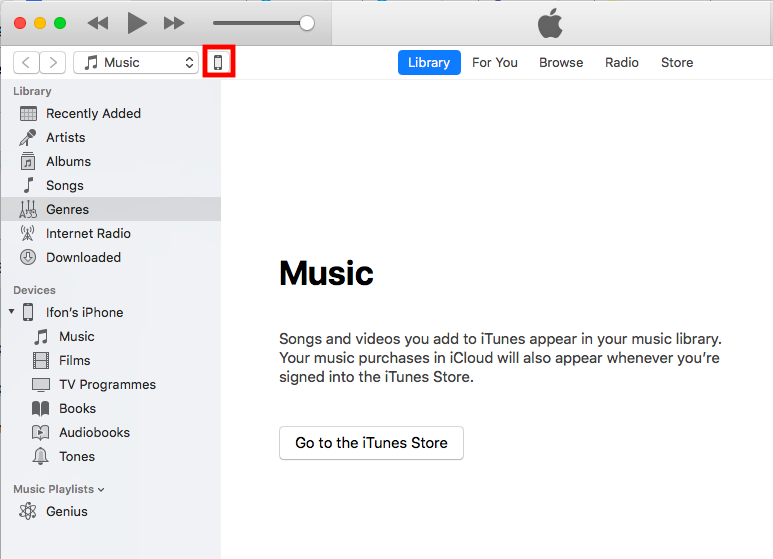 Music
Library
For You
Browse
Radio
Store
Library
Recently Added
Artists
Albums
Songs
Genres
Internet Radio
Downloaded
Devices
Ifon's iPhone
Music
Films
TV Programmes
Books
Audiobooks
Tones
Music Playlists
Genius
Music
Songs and videos you add to iTunes appear in your music library.
Your music purchases in iCloud will also appear whenever you're
signed into the iTunes Store.
Go to the iTunes Store